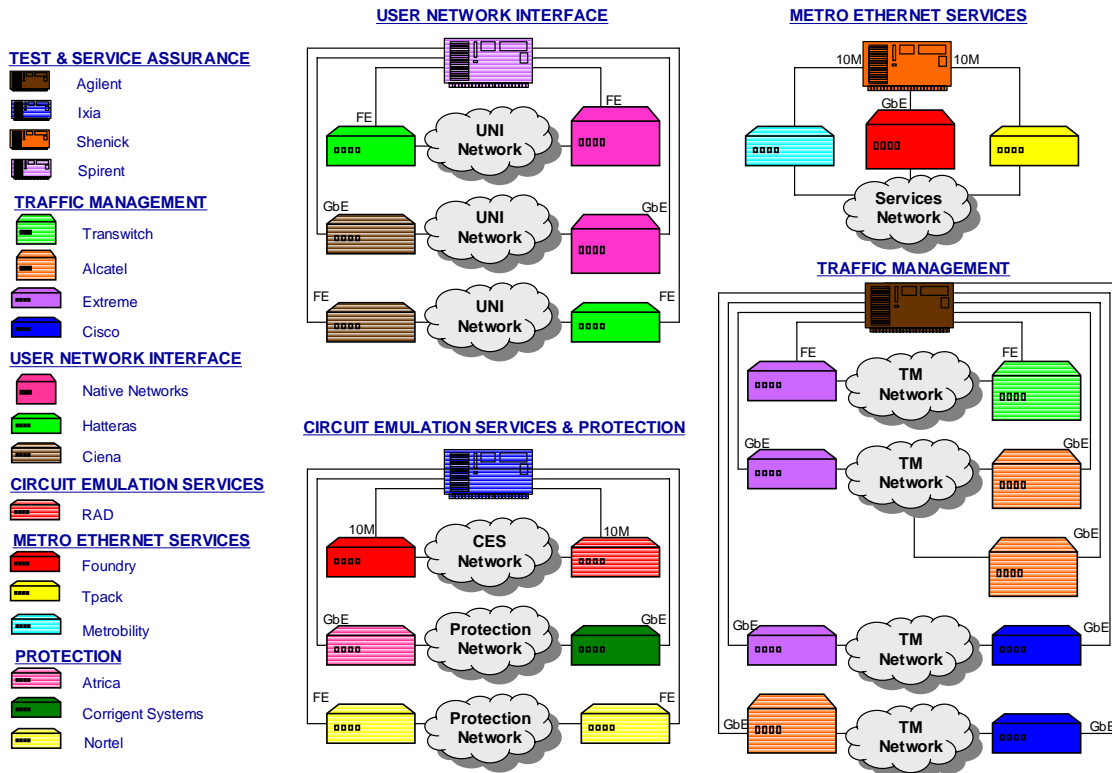 TEST & SERVICE ASSURANCE
Agilent
Ixia
Shenick
Spirent
TRAFFIC MANAGEMENT
Transwitch
Alcatel
Extreme
Cisco
USER NETWORK INTERFACE
Native Networks
Hatteras
Ciena
CIRCUIT EMULATION SERVICES
RAD
METRO ETHERNET SERVICES
Foundry
Tpack
Metrobility
PROTECTION
Atrica
Corrigent Systems
Nortel
USER NETWORK INTERFACE
FE
FE
UNI
Network
GbE
GbE
UNI
Network
FE
FE
UNI
Network
CIRCUIT EMULATION SERVICES & PROTECTION
10M
10M
CES
Network
GbE
GbE
Protection
Network
FE
FE
Protection
Network
METRO ETHERNET SERVICES
10M
10M
GbE
Services
Network
TRAFFIC MANAGEMENT
FE
FE
TM
Network
GbE
GbE
TM
Network
GbE
GbE
GbE
TM
Network
GbE
GbE
TM
Network